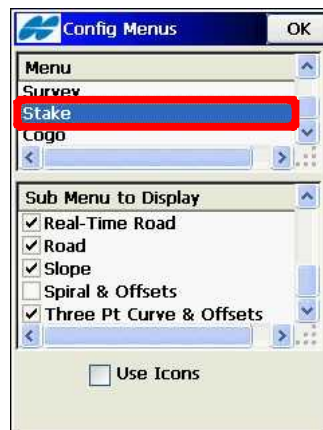 Config Menus OK
Menu
Survey
Stake
Cogo
Sub Menu to Display
Real-Time Road
Road
Slope
Spiral & Offsets
Three Pt Curve & Offsets
Use Icons